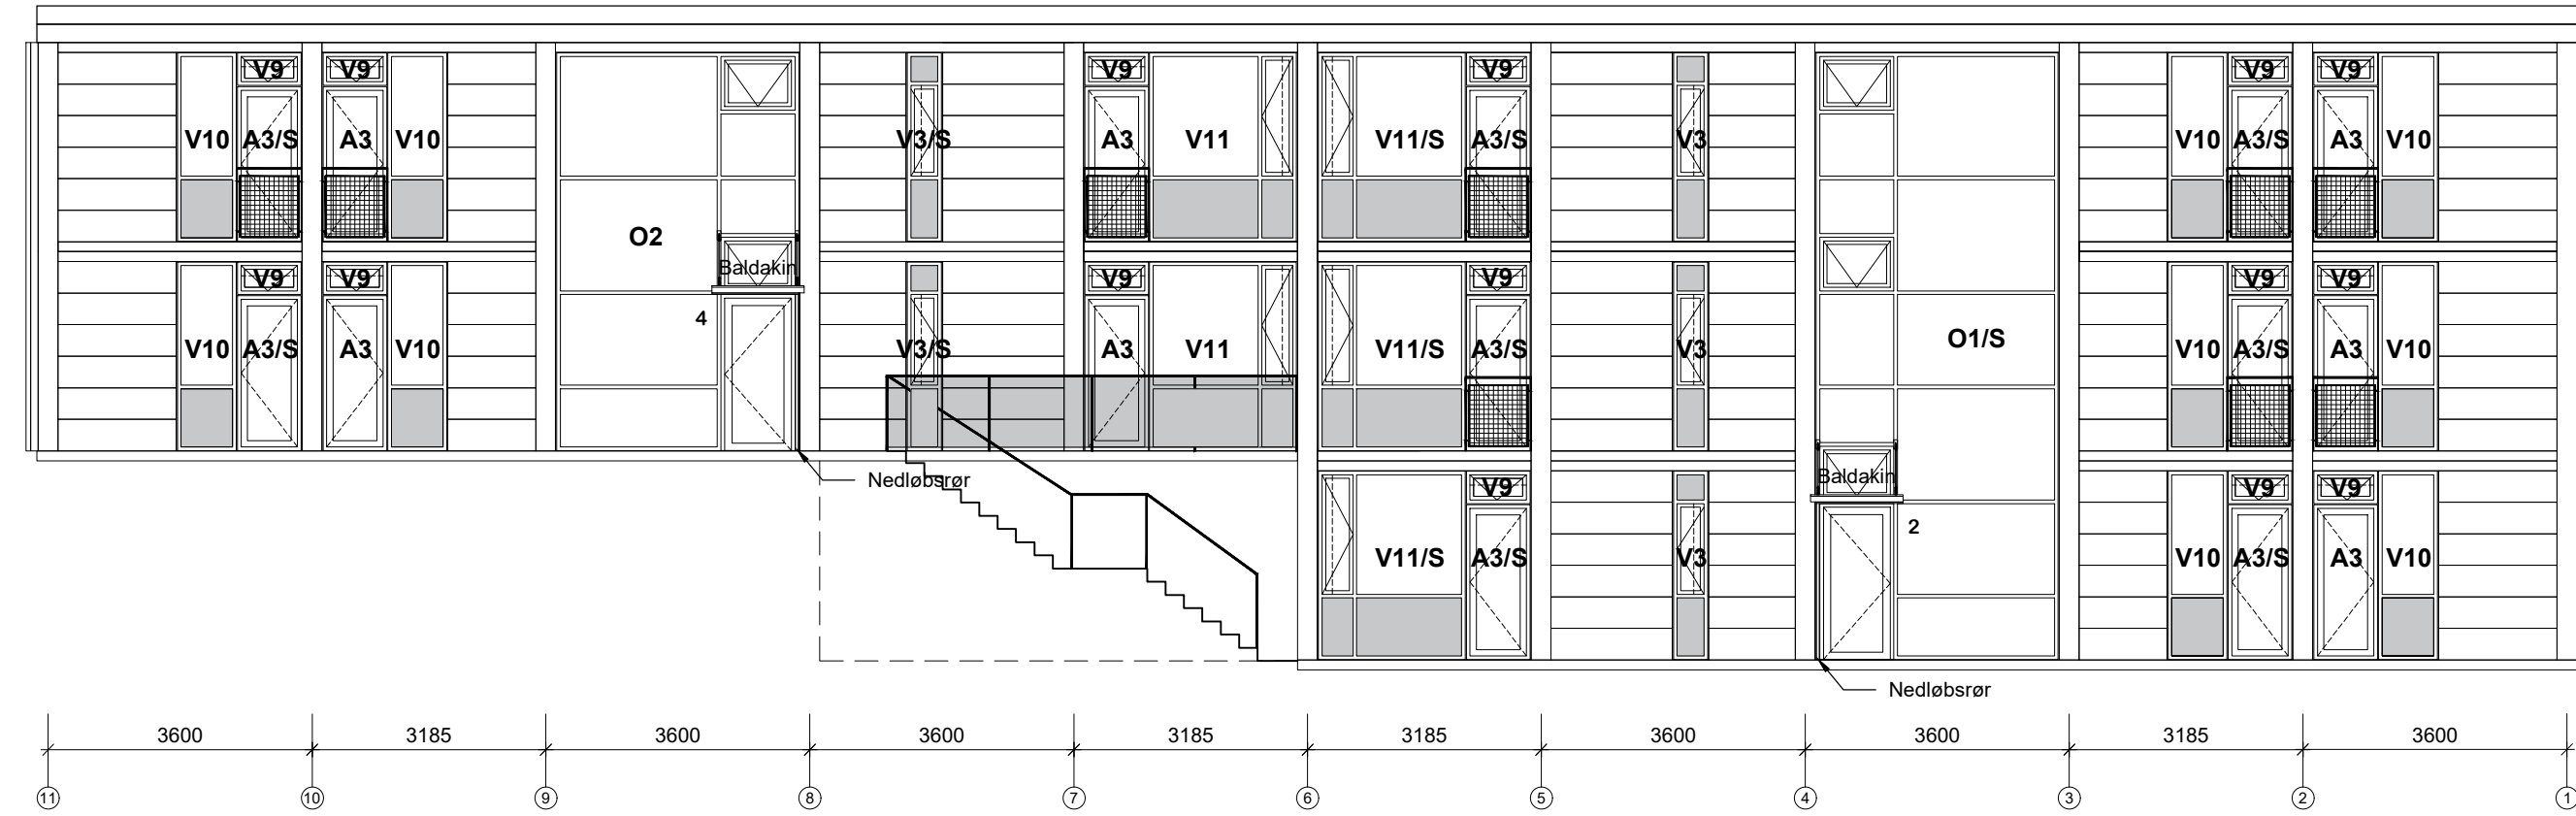 V9 V9 V9 V9 V9 V9
V10 A3/S A3 V10 V3/S A3 V11 V11/S A3/S V3 V10 A3/S A3 V10
O2
Baldakin
V9 V9 V9 V9 V9 V9
4
O1/S
V10 A3/S A3 V10 V3/S A3 V11 V11/S A3/S V3 V10 A3/S A3 V10
Nedløbsrør
Baldakin
V9 V9 V9
2
V11/S A3/S V3 V10 A3/S A3 V10
Nedløbsrør
3600 3185 3600 3600 3185 3185 3600 3600 3185 3600
11 10 9 8 7 6 5 4 3 2 1